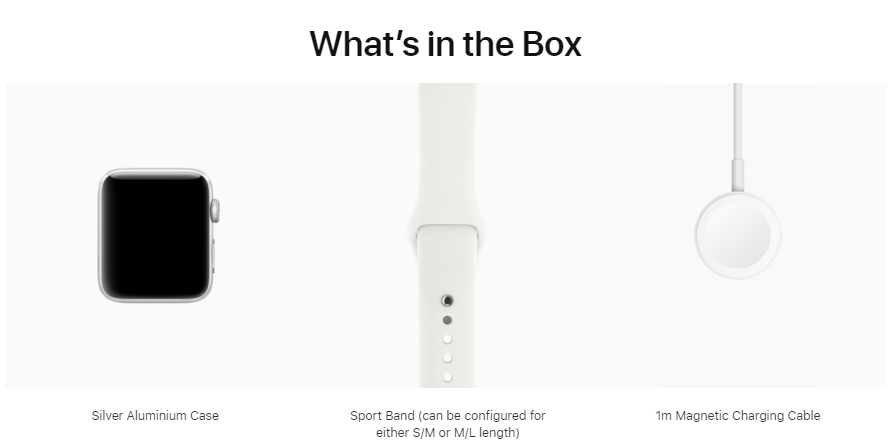 What's in the Box
Silver Aluminium Case
Sport Band (can be configured for
either S/M or M/L length)
1m Magnetic Charging Cable